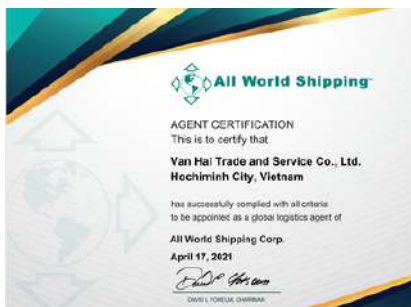 All World Shipping
AGENT CERTIFICATION
This is to certify that
Van Hai Trade and Service Co., Ltd.
Hochiminh City, Vietnam
has successfully complied with all criteria
to be appointed as a global logistics agent of
All World Shipping Corp.
April 17, 2021
CHAIRMAN